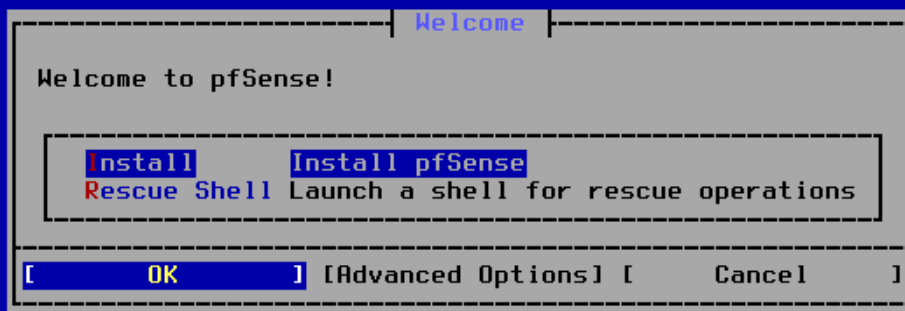 Welcome
Welcome to pfSense!
Install Install pfSense
Rescue Shell Launch a shell for rescue operations
[ OK ] [Advanced Options] [ Cancel ]